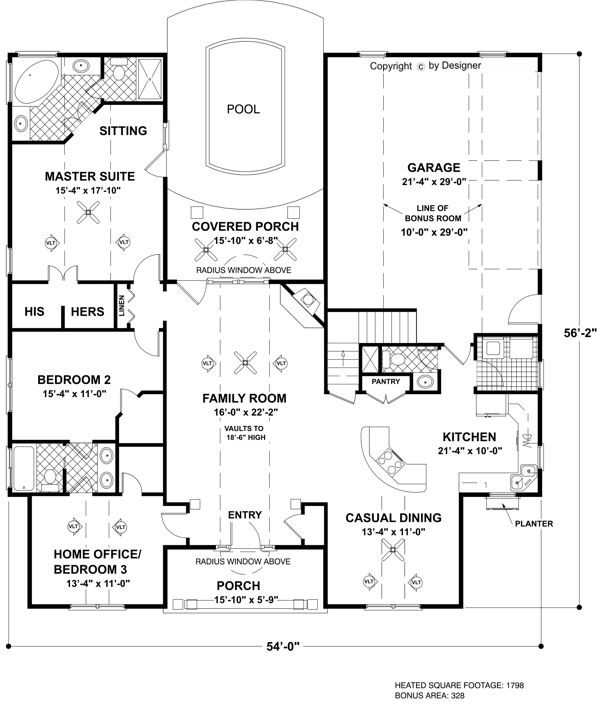 Copyright © by Designer
POOL
SITTING
MASTER SUITE
15'-4" x 17'-10"
GARAGE
21'-4" x 29'-0"
LINE OF
BONUS ROOM
10'-0" x 29'-0"
COVERED PORCH
15'-10" x 6'-8"
VLT
VLT
RADIUS WINDOW ABOVE
HIS
HERS
LINEN
56'-2"
BEDROOM 2
15'-4" x 11'-0"
VLT
VLT
PANTRY
FAMILY ROOM
16'-0" x 22'-2"
VAULTS TO
18'-6" HIGH
KITCHEN
21'-4" x 10'-0"
DW
ENTRY
CASUAL DINING
13'-4" x 11'-0"
PLANTER
VLT
VLT
HOME OFFICE/
BEDROOM 3
13'-4" x 11'-0"
RADIUS WINDOW ABOVE
PORCH
15'-10" x 5'-9"
VLT
VLT
54'-0"
HEATED SQUARE FOOTAGE: 1798
BONUS AREA: 328